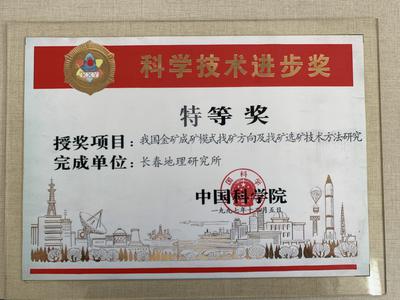 科学技术进步奖
特等奖
授奖项目：我国金矿成矿模式找矿方向及找矿选矿技术方法研究
完成单位：长春地理研究所
中国科学院